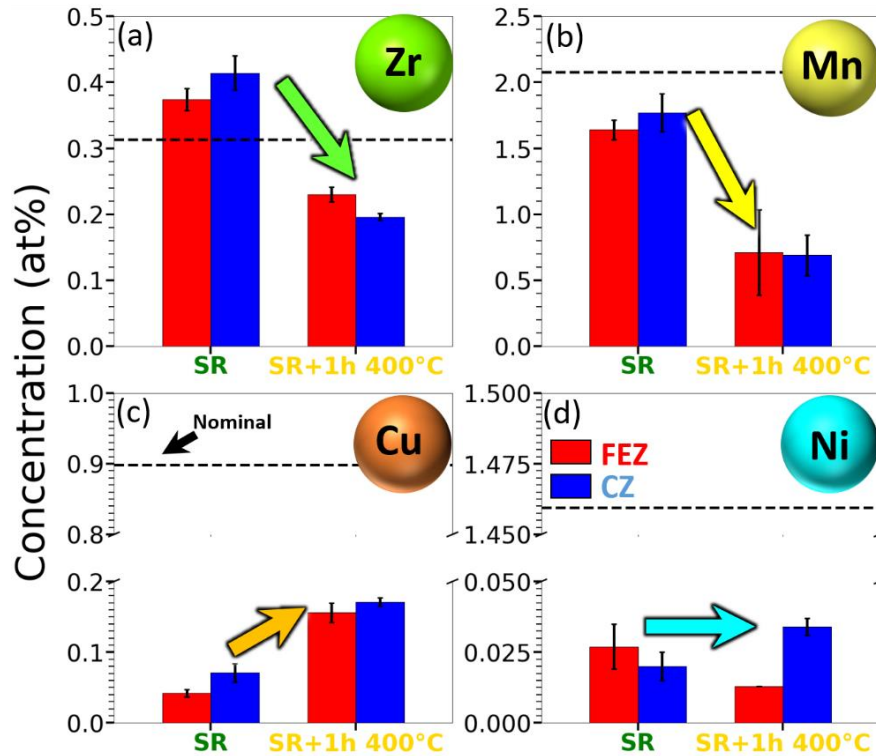 Concentration (at%)
(a)
Zr
0.5
0.4
0.3
0.2
0.1
0.0
SR
SR+1h 400°C
(b)
Mn
2.5
2.0
1.5
1.0
0.5
0.0
SR
SR+1h 400°C
(c)
Nominal
Cu
1.0
0.9
0.8
0.2
0.1
0.0
SR
SR+1h 400°C
(d)
Ni
FEZ
CZ
1.500
1.475
1.450
0.050
0.025
0.000
SR
SR+1h 400°C